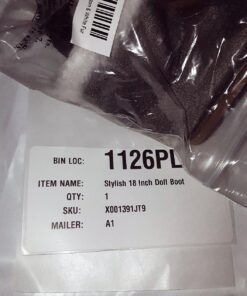 BIN LOC: 1126PL
ITEM NAME: Stylish 18 Inch Doll Boot
QTY: 1
SKU: X001391JT9
MAILER: A1